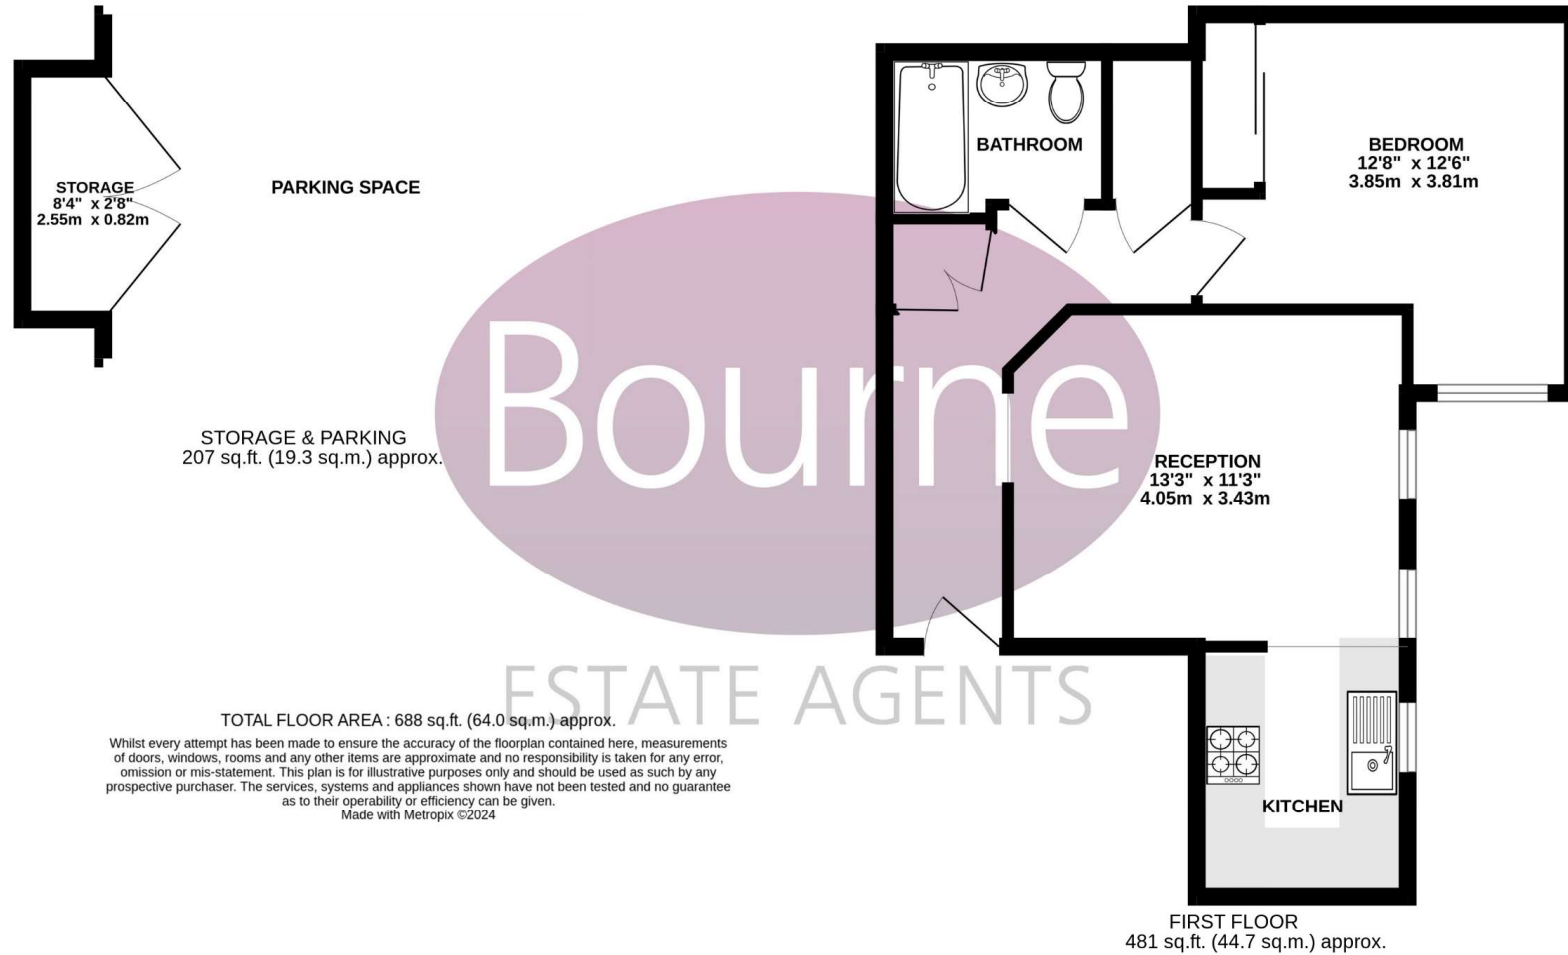 STORAGE
8'4" x 2'8"
2.55m x 0.82m
PARKING SPACE
STORAGE & PARKING
207 sq.ft. (19.3 sq.m.) approx.
BATHROOM
BEDROOM
12'8" x 12'6"
3.85m x 3.81m
Bourne
ESTATE AGENTS
RECEPTION
13'3" x 11'3"
4.05m x 3.43m
KITCHEN
FIRST FLOOR
481 sq.ft. (44.7 sq.m.) approx.
TOTAL FLOOR AREA : 688 sq.ft. (64.0 sq.m.) approx.
Whilst every attempt has been made to ensure the accuracy of the floorplan contained here, measurements
of doors, windows, rooms and any other items are approximate and no responsibility is taken for any error,
omission or mis-statement. This plan is for illustrative purposes only and should be used as such by any
prospective purchaser. The services, systems and appliances shown have not been tested and no guarantee
as to their operability or efficiency can be given.
Made with Metropix ©2024